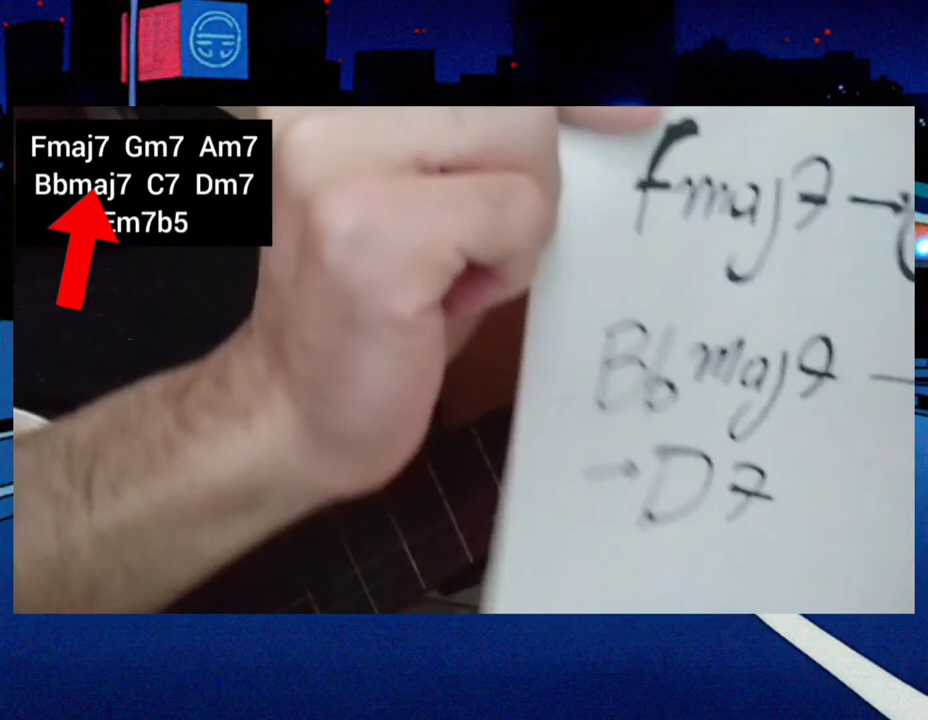 Fmaj7 Gm7 Am7
Bbmaj7 C7 Dm7
Em7b5
Fmaj7 →
Bbmaj7 —
→ D7